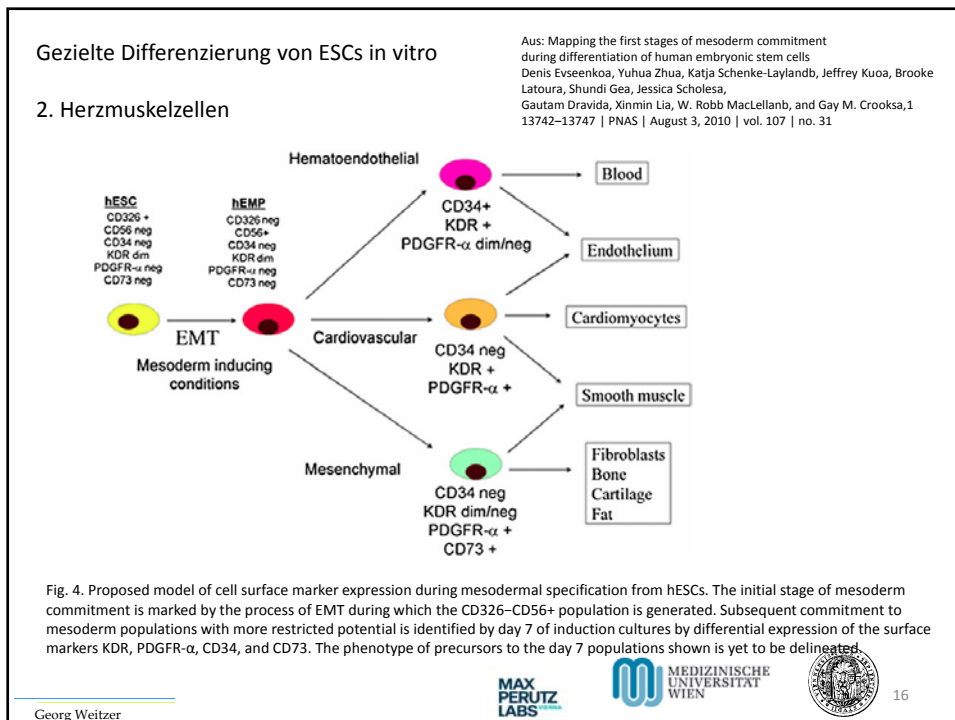 Gezielte Differenzierung von ESCs in vitro
2. Herzmuskelzellen
Aus: Mapping the first stages of mesoderm commitment
during differentiation of human embryonic stem cells
Denis Evseenkoa, Yuhua Zhua, Katja Schenke-Laylandb, Jeffrey Kuoa, Brooke
Latoura, Shundi Gea, Jessica Scholesa,
Gautam Dravida, Xinmin Lia, W. Robb MacLellanb, and Gay M. Crooksa,1
13742–13747 | PNAS | August 3, 2010 | vol. 107 | no. 31
hESC
CD326 +
CD56 neg
CD34 neg
KDR dim
PDGFR-α neg
CD73 neg
hEMP
CD326 neg
CD56+
CD34 neg
KDR dim
PDGFR-α neg
CD73 neg
EMT
Mesoderm inducing
conditions
Hematoendothelial
CD34+
KDR +
PDGFR-α dim/neg
Cardiovascular
CD34 neg
KDR +
PDGFR-α +
Mesenchymal
CD34 neg
KDR dim/neg
PDGFR-α +
CD73 +
Blood
Endothelium
Cardiomyocytes
Smooth muscle
Fibroblasts
Bone
Cartilage
Fat
Fig. 4. Proposed model of cell surface marker expression during mesodermal specification from hESCs. The initial stage of mesoderm
commitment is marked by the process of EMT during which the CD326−CD56+ population is generated. Subsequent commitment to
mesoderm populations with more restricted potential is identified by day 7 of induction cultures by differential expression of the surface
markers KDR, PDGFR-α, CD34, and CD73. The phenotype of precursors to the day 7 populations shown is yet to be delineated.
Georg Weitzer
MAX
PERUTZ
LABS VIENNA
MEDIZINISCHE
UNIVERSITÄT
WIEN
16